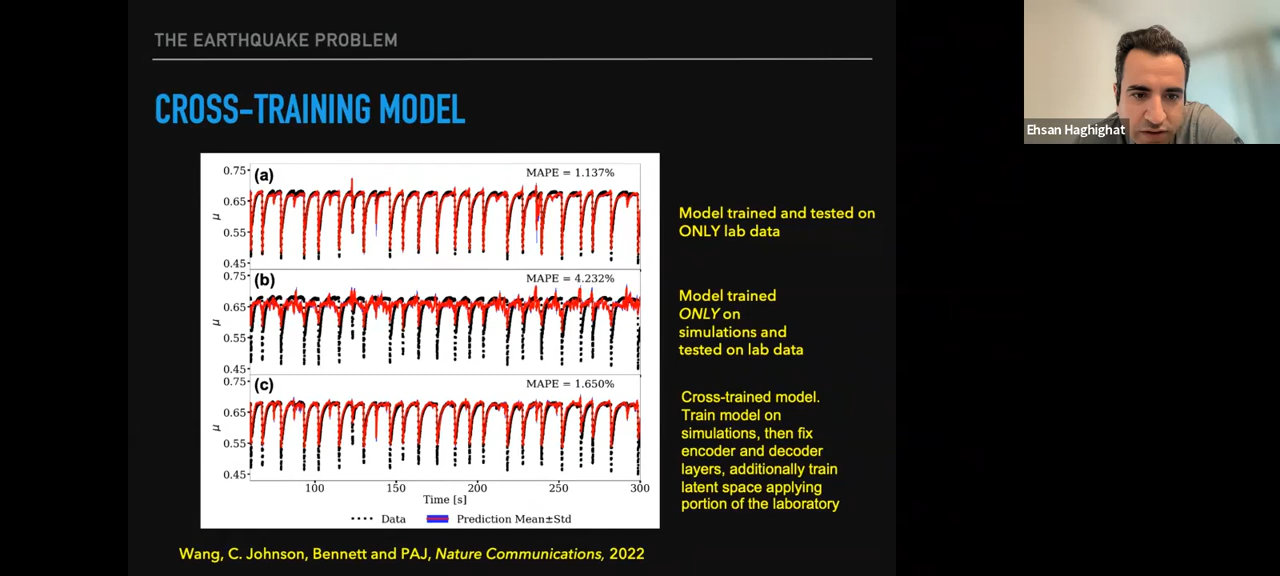 THE EARTHQUAKE PROBLEM
CROSS-TRAINING MODEL
Ehsan Haghighat
(a)
MAPE = 1.137%
0.75
0.65
0.55
0.45
μ
(b)
MAPE = 4.232%
0.75
0.65
0.55
0.45
μ
(c)
MAPE = 1.650%
0.75
0.65
0.55
0.45
μ
100 150 200 250 300
Time [s]
Data Prediction Mean±Std
Model trained and tested on
ONLY lab data
Model trained
ONLY on
simulations and
tested on lab data
Cross-trained model.
Train model on
simulations, then fix
encoder and decoder
layers, additionally train
latent space applying
portion of the laboratory
Wang, C. Johnson, Bennett and PAJ, Nature Communications, 2022